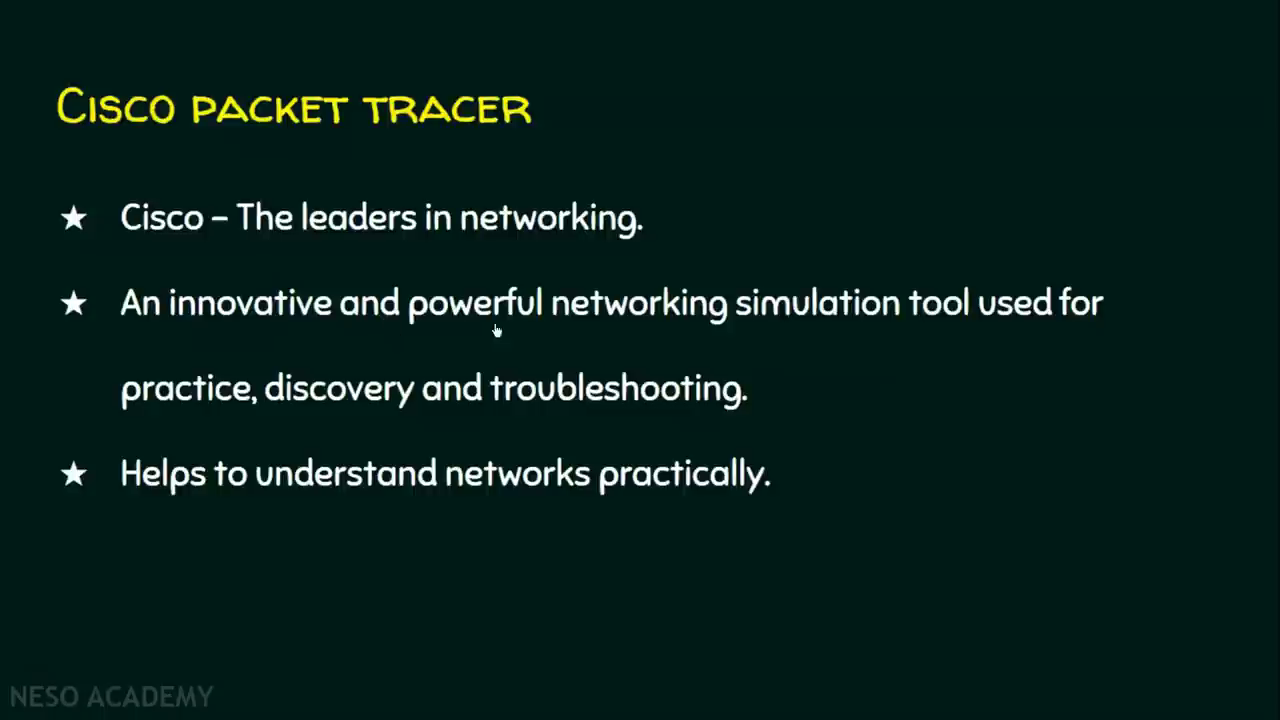 Cisco packet tracer
★ Cisco – The leaders in networking.
★ An innovative and powerful networking simulation tool used for
practice, discovery and troubleshooting.
★ Helps to understand networks practically.
NESO ACADEMY